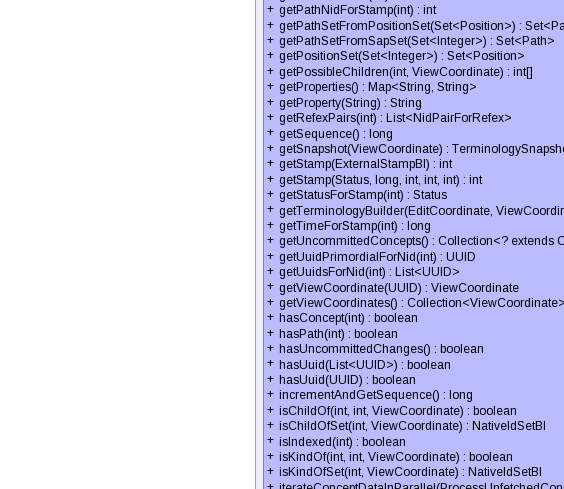 + getPathNidForStamp(int) : int
+ getPathSetFromPositionSet(Set<Position>) : Set<Pa
+ getPathSetFromSapSet(Set<Integer>) : Set<Path>
+ getPositionSet(Set<Integer>) : Set<Position>
+ getPossibleChildren(int, ViewCoordinate) : int[]
+ getProperties() : Map<String, String>
+ getProperty(String) : String
+ getRefexPairs(int) : List<NidPairForRefex>
+ getSequence() : long
+ getSnapshot(ViewCoordinate) : TerminologySnapsh
+ getStamp(ExternalStampBI) : int
+ getStamp(Status, long, int, int, int) : int
+ getStatusForStamp(int) : Status
+ getTerminologyBuilder(EditCoordinate, ViewCoordin
+ getTimeForStamp(int) : long
+ getUncommittedConcepts() : Collection<? extends C
+ getUuidPrimordialForNid(int) : UUID
+ getUuidsForNid(int) : List<UUID>
+ getViewCoordinate(UUID) : ViewCoordinate
+ getViewCoordinates() : Collection<ViewCoordinate>
+ hasConcept(int) : boolean
+ hasPath(int) : boolean
+ hasUncommittedChanges() : boolean
+ hasUuid(List<UUID>) : boolean
+ hasUuid(UUID) : boolean
+ incrementAndGetSequence() : long
+ isChildOf(int, int, ViewCoordinate) : boolean
+ isChildOfSet(int, ViewCoordinate) : NativeIdSetBI
+ isIndexed(int) : boolean
+ isKindOf(int, int, ViewCoordinate) : boolean
+ isKindOfSet(int, ViewCoordinate) : NativeIdSetBI
+ iterateConceptDataInParallel(ProcessUnfetchedCon